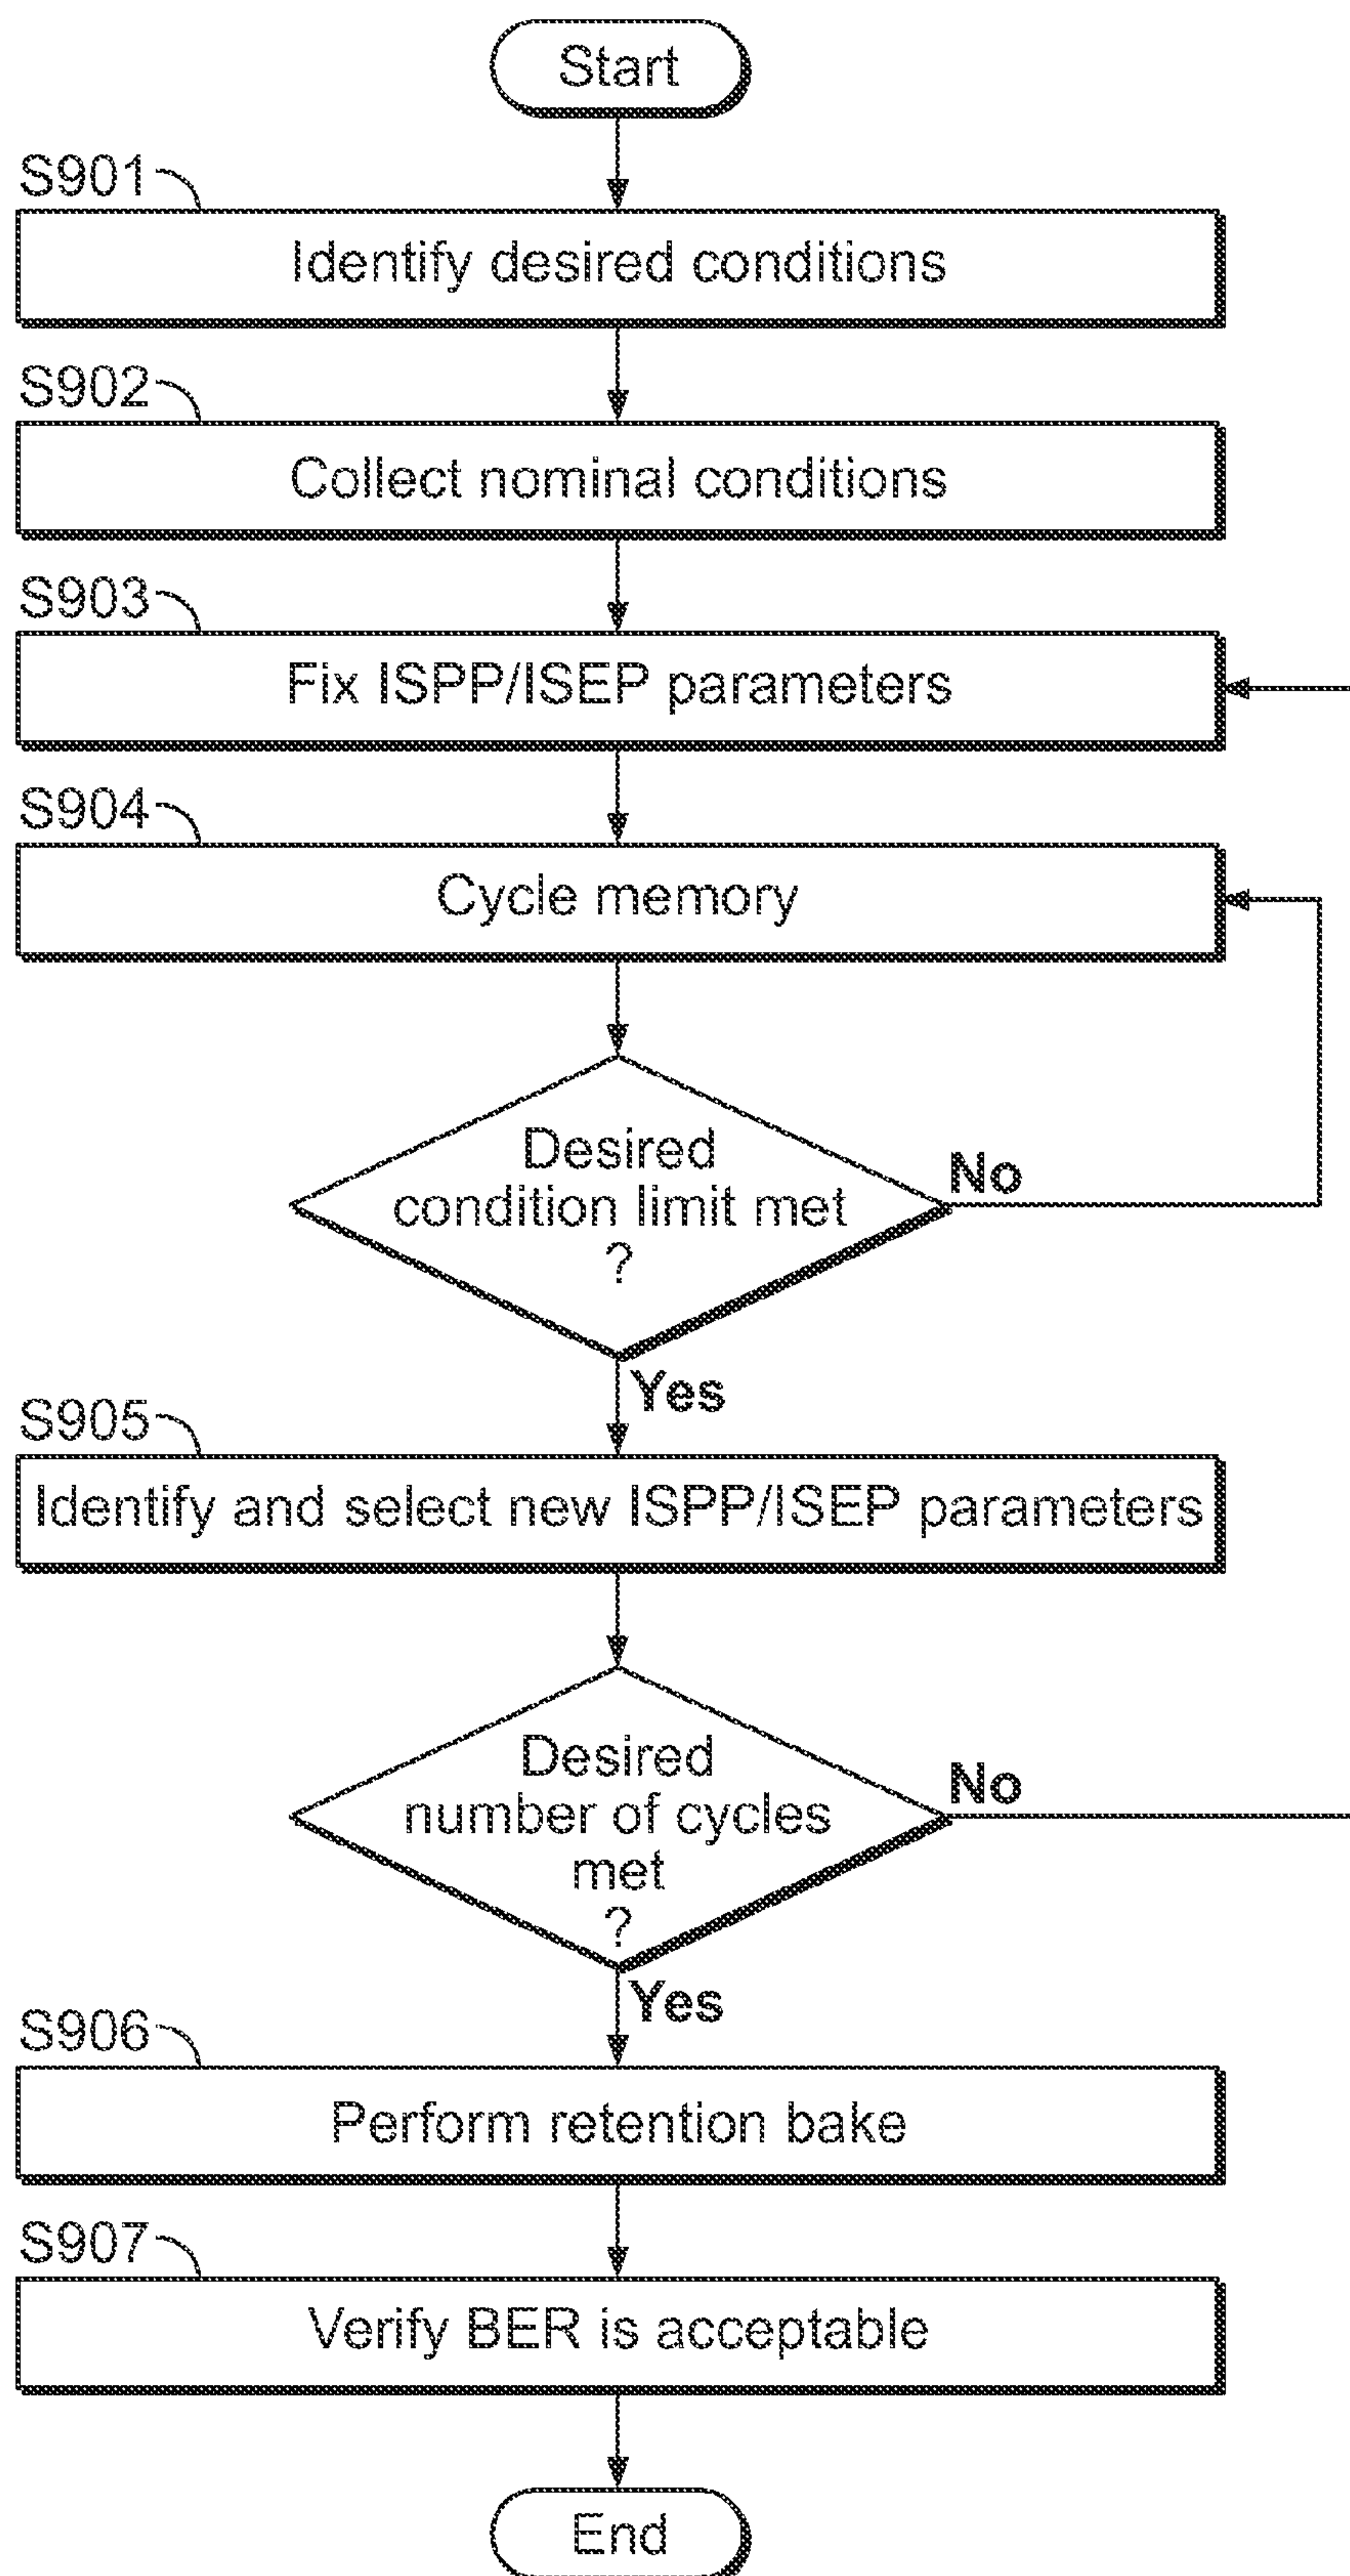 Start
S901
Identify desired conditions
S902
Collect nominal conditions
S903
Fix ISPP/ISEP parameters
S904
Cycle memory
Desired
condition limit met
?
No
Yes
S905
Identify and select new ISPP/ISEP parameters
Desired
number of cycles
met
?
No
Yes
S906
Perform retention bake
S907
Verify BER is acceptable
End